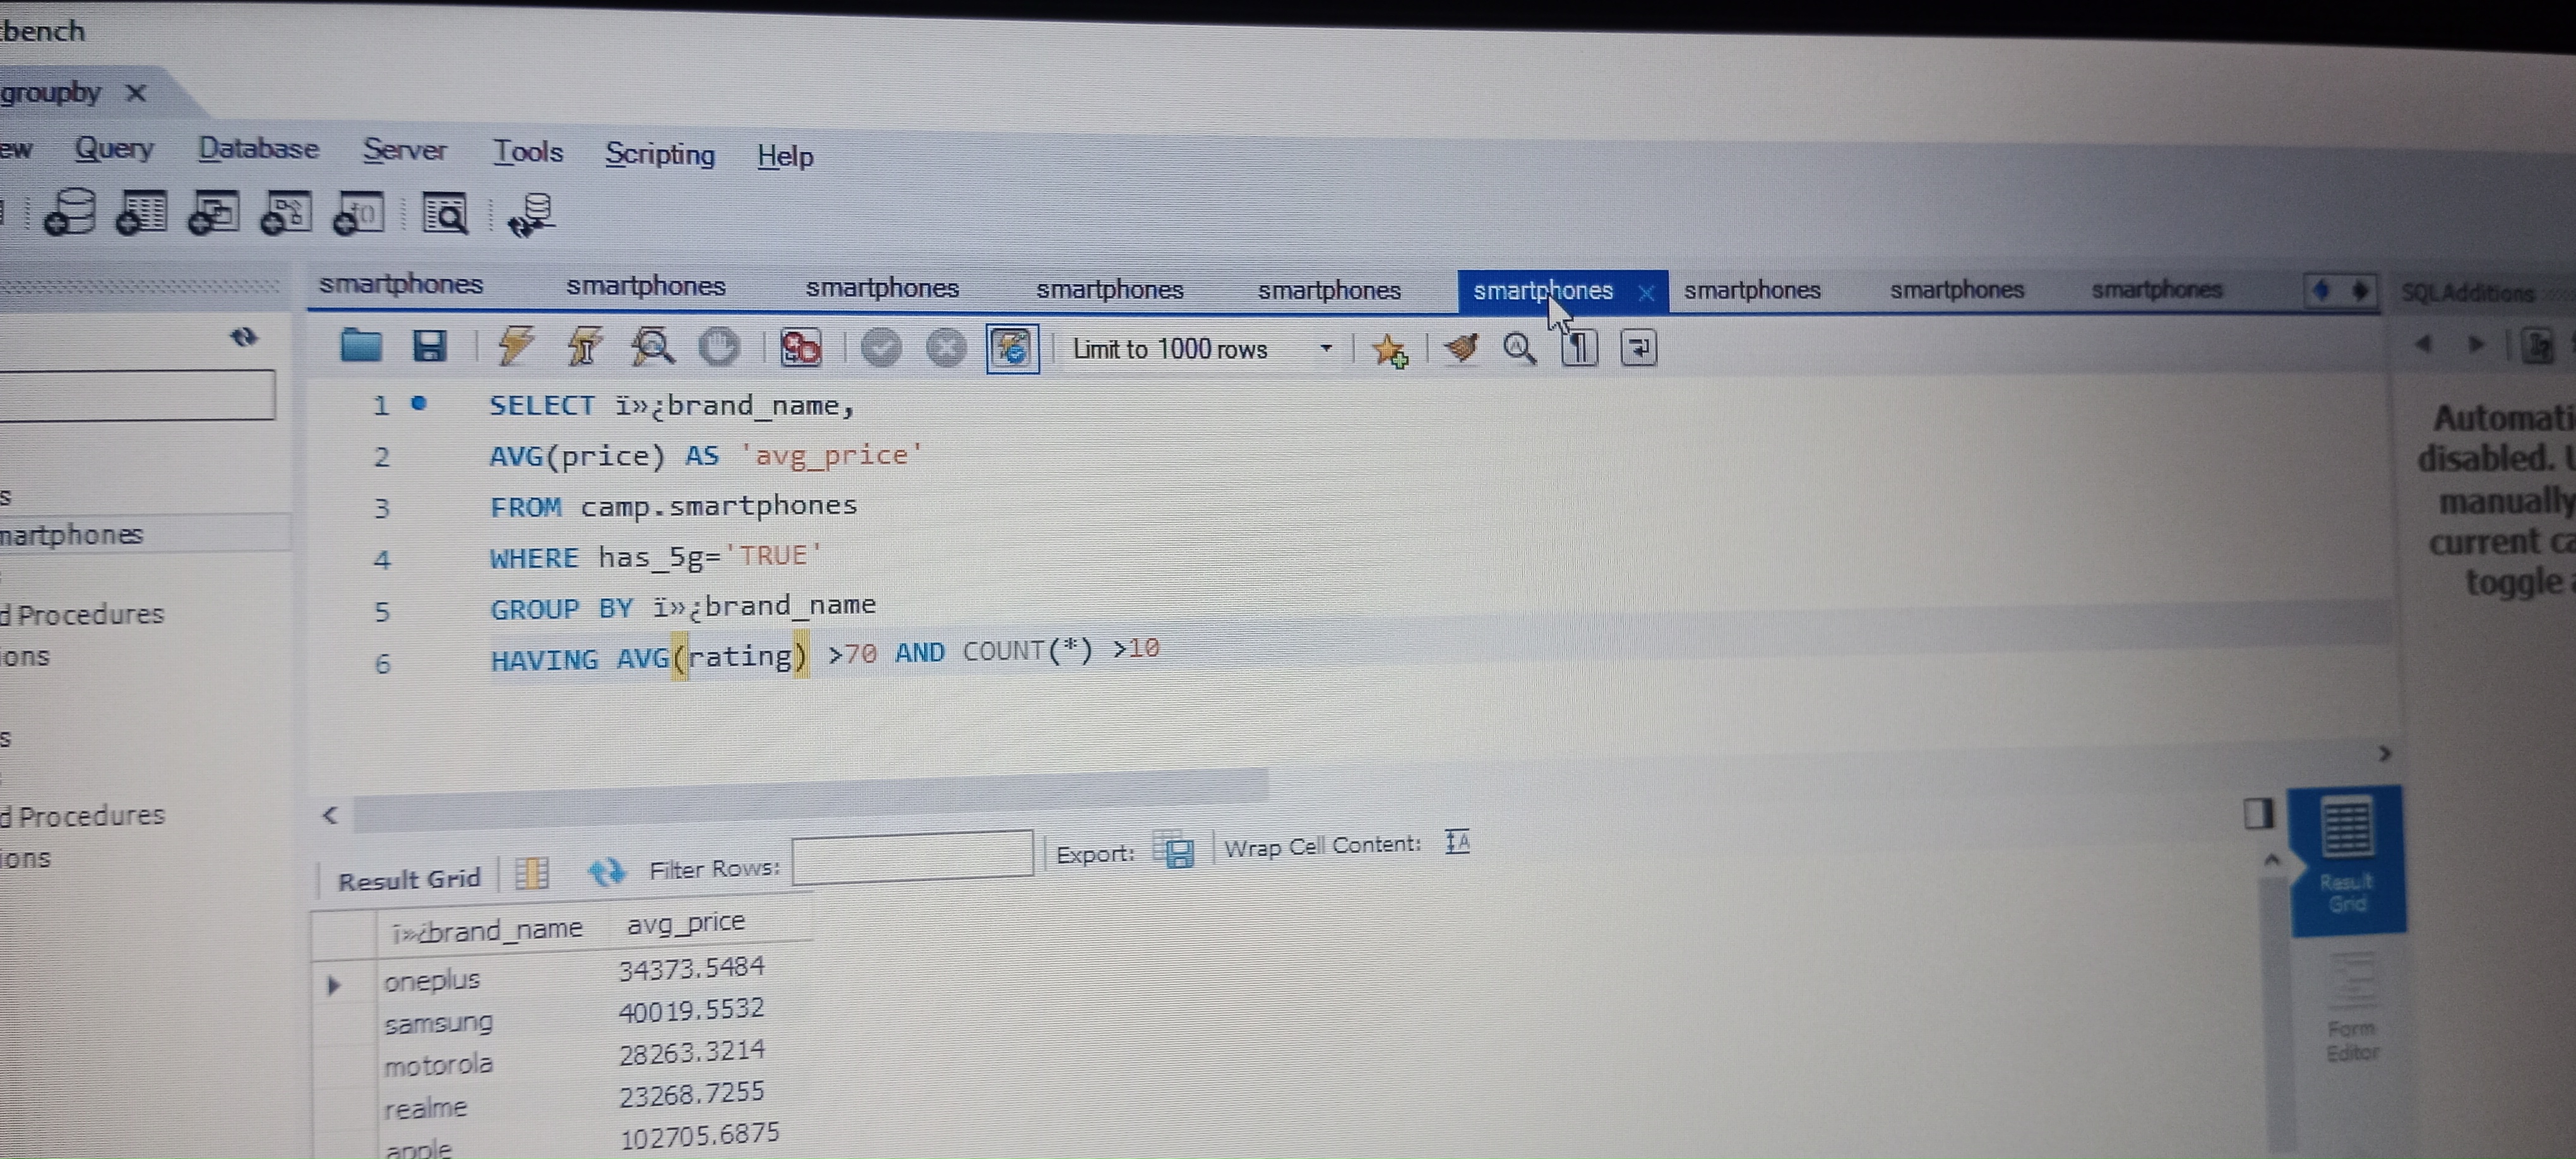 bench
groupby
ew Query Database Server Tools Scripting Help
smartphones smartphones smartphones smartphones smartphones smartphones smartphones smartphones smartphones SQLAdditions
Limit to 1000 rows
1 SELECT ï»¿brand_name,
2 AVG(price) AS 'avg_price'
3 FROM camp.smartphones
4 WHERE has_5g='TRUE'
5 GROUP BY ï»¿brand_name
6 HAVING AVG(rating) >70 AND COUNT(*) >10
s
martphones
d Procedures
ions
s
d Procedures
ions
Automati
disabled. U
manually
current ca
toggle a
Result Grid Filter Rows: Export: Wrap Cell Content:
ï»¿brand_name avg_price
oneplus 34373.5484
samsung 40019.5532
motorola 28263.3214
realme 23268.7255
apple 102705.6875
Result
Grid
Form
Editor